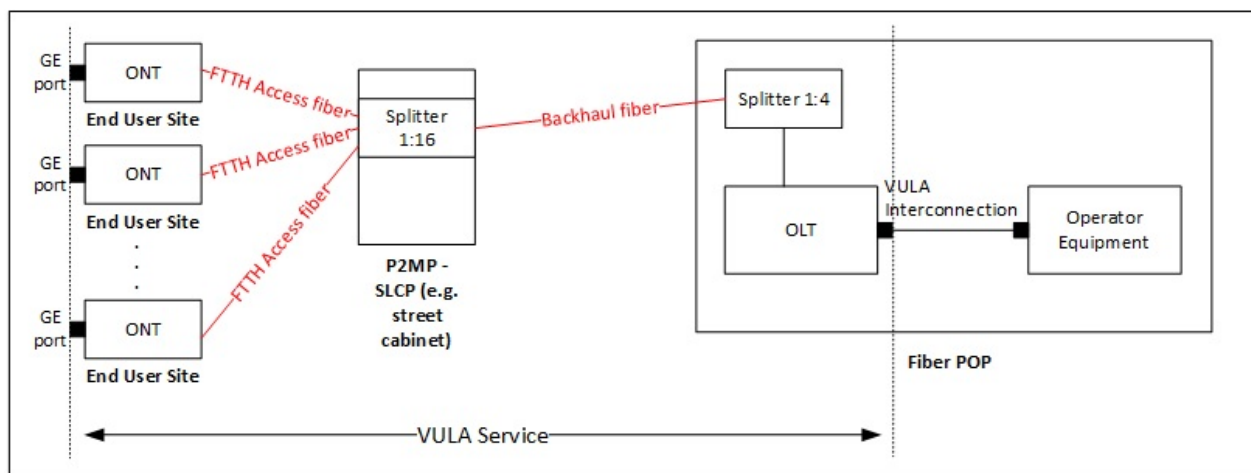 GE
port
ONT
End User Site
FTTH Access fiber
GE
port
ONT
End User Site
FTTH Access fiber
GE
port
ONT
End User Site
FTTH Access fiber
Splitter
1:16
P2MP -
SLCP (e.g.
street
cabinet)
Backhaul fiber
Splitter 1:4
OLT
VULA
Interconnection
Operator
Equipment
Fiber POP
VULA Service